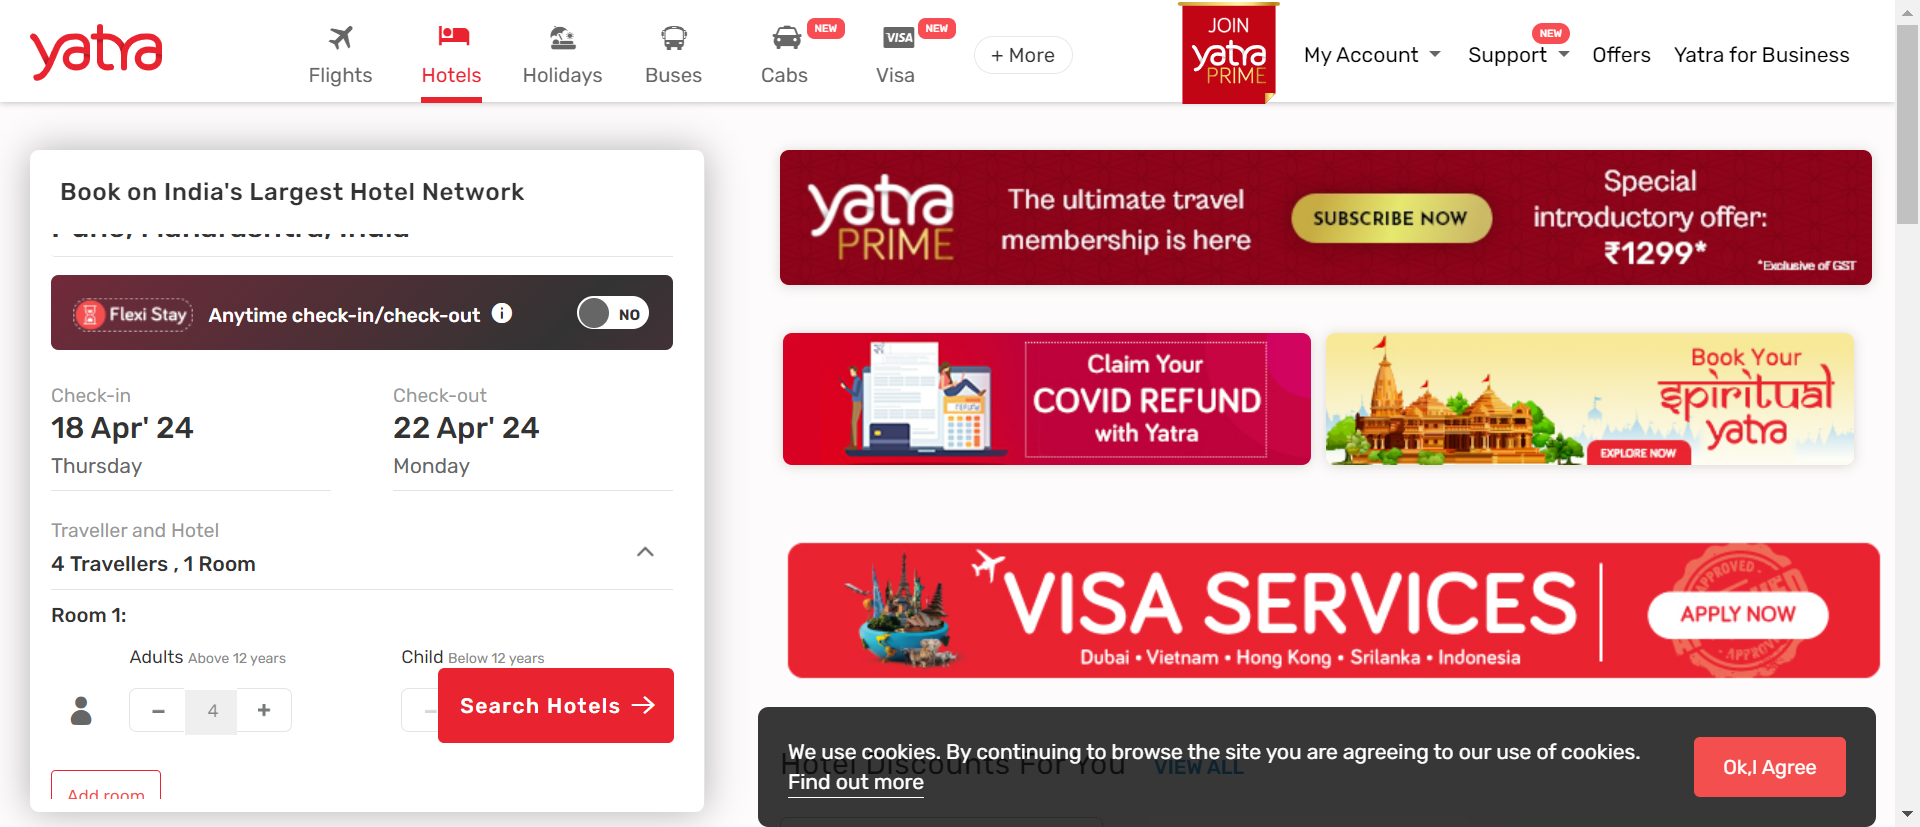 yatra
Flights
Hotels
Holidays
Buses
NEW
Cabs
VISA
NEW
Visa
+ More
JOIN
yatra
PRIME
My Account
NEW
Support
Offers
Yatra for Business
Book on India's Largest Hotel Network
Flexi Stay
Anytime check-in/check-out
i
NO
Check-in
18 Apr' 24
Thursday
Check-out
22 Apr' 24
Monday
Traveller and Hotel
4 Travellers , 1 Room
Room 1:
Adults Above 12 years
Child Below 12 years
− 4 +
−
Search Hotels →
Add room
yatra
PRIME
The ultimate travel
membership is here
SUBSCRIBE NOW
Special
introductory offer:
₹1299*
*Exclusive of GST
refund
Claim Your
COVID REFUND
with Yatra
Book Your
spiritual
yatra
EXPLORE NOW
VISA SERVICES
Dubai • Vietnam • Hong Kong • Srilanka • Indonesia
APPROVED
APPLY NOW
APPROVED
We use cookies. By continuing to browse the site you are agreeing to our use of cookies.
Find out more
Ok,I Agree
Hotel Discounts For You VIEW ALL